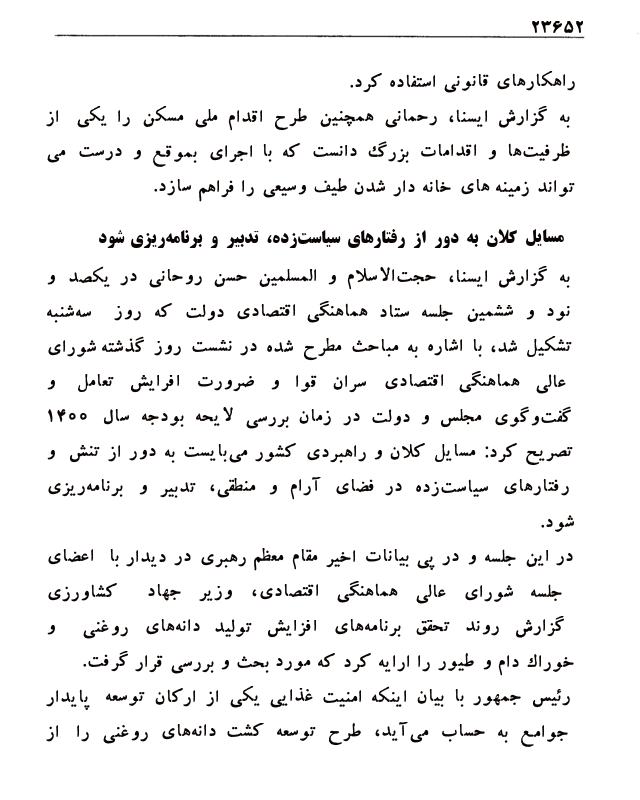 ۲۳۶۵۲
راهکارهای قانونی استفاده کرد.
به گزارش ایسنا، رحمانی همچنین طرح اقدام ملی مسکن را یکی از
ظرفیت‌ها و اقدامات بزرگ دانست که با اجرای بموقع و درست می
تواند زمینه های خانه دار شدن طیف وسیعی را فراهم سازد.
مسایل کلان به دور از رفتارهای سیاست‌زده، تدبیر و برنامه‌ریزی شود
به گزارش ایسنا، حجت‌الاسلام و المسلمین حسن روحانی در یکصد و
نود و ششمین جلسه ستاد هماهنگی اقتصادی دولت که روز سه‌شنبه
تشکیل شد، با اشاره به مباحث مطرح شده در نشست روز گذشته شورای
عالی هماهنگی اقتصادی سران قوا و ضرورت افرایش تعامل و
گفت‌وگوی مجلس و دولت در زمان بررسی لایحه بودجه سال ۱۴۰۰
تصریح کرد: مسایل کلان و راهبردی کشور می‌بایست به دور از تنش و
رفتارهای سیاست‌زده در فضای آرام و منطقی، تدبیر و برنامه‌ریزی
شود.
در این جلسه و در پی بیانات اخیر مقام معظم رهبری در دیدار با اعضای
جلسه شورای عالی هماهنگی اقتصادی، وزیر جهاد کشاورزی
گزارش روند تحقق برنامه‌های افزایش تولید دانه‌های روغنی و
خوراك دام و طیور را ارایه کرد که مورد بحث و بررسی قرار گرفت.
رئیس جمهور با بیان اینکه امنیت غذایی یکی از ارکان توسعه پایدار
جوامع به حساب می‌آید، طرح توسعه کشت دانه‌های روغنی را از